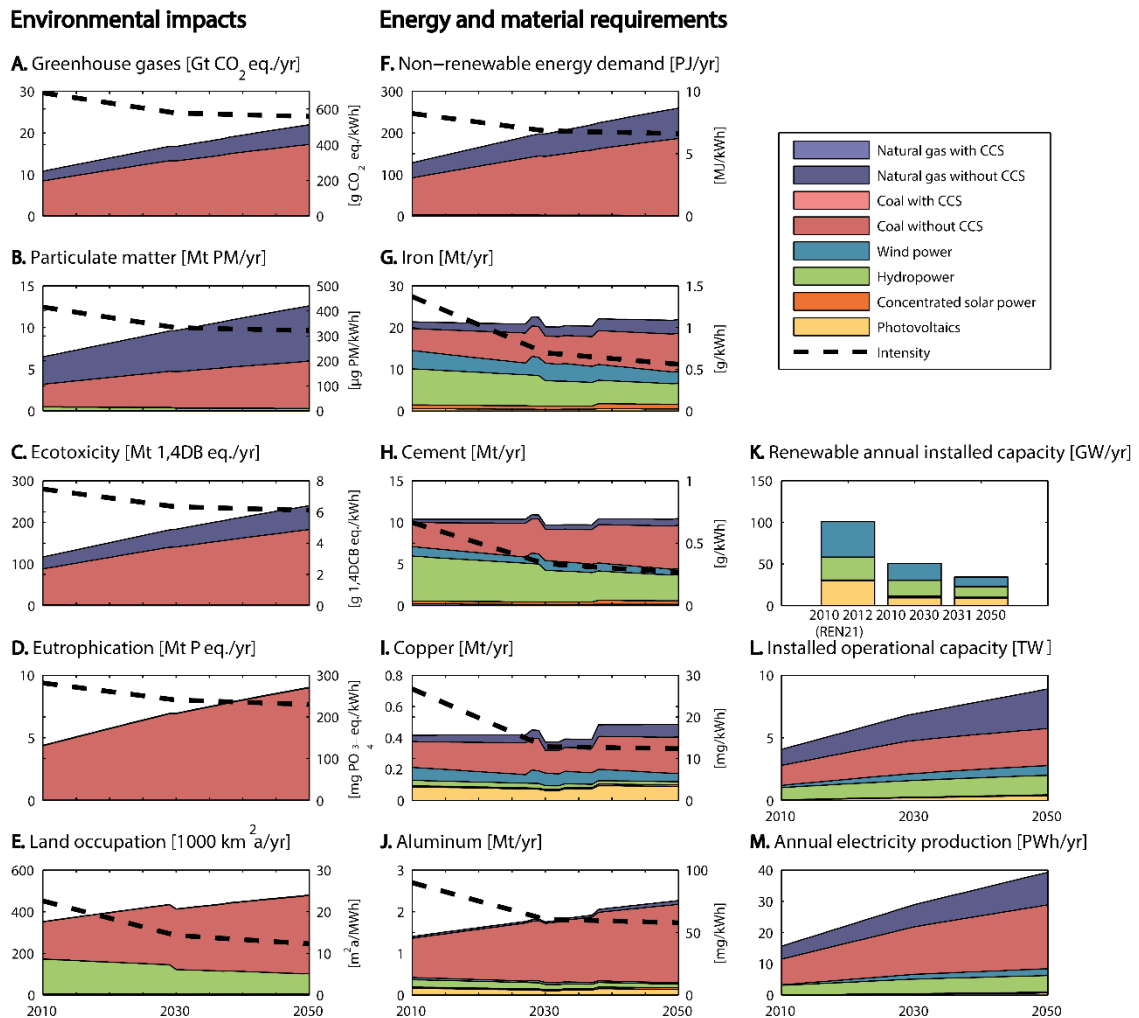 Environmental impacts
Energy and material requirements
A. Greenhouse gases [Gt CO2 eq./yr]
30
20
10
0
600
400
200
0
[g CO2 eq./kWh]
F. Non−renewable energy demand [PJ/yr]
300
200
100
0
10
5
0
[MJ/kWh]
Natural gas with CCS
Natural gas without CCS
Coal with CCS
Coal without CCS
Wind power
Hydropower
Concentrated solar power
Photovoltaics
Intensity
B. Particulate matter [Mt PM/yr]
15
10
5
0
500
400
300
200
100
0
[µg PM/kWh]
G. Iron [Mt/yr]
30
20
10
0
1.5
1
0.5
0
[g/kWh]
C. Ecotoxicity [Mt 1,4DB eq./yr]
300
200
100
0
8
6
4
2
0
[g 1,4DCB eq./kWh]
H. Cement [Mt/yr]
15
10
5
0
1
0.5
0
[g/kWh]
K. Renewable annual installed capacity [GW/yr]
150
100
50
0
2010 2012 2010 2030 2031 2050
(REN21)
D. Eutrophication [Mt P eq./yr]
10
5
0
300
200
100
0
[mg PO 3− 4 eq./kWh]
I. Copper [Mt/yr]
0.8
0.6
0.4
0.2
0
30
20
10
0
[mg/kWh]
L. Installed operational capacity [TW]
10
5
0
2010 2030 2050
E. Land occupation [1000 km2a/yr]
600
400
200
0
30
20
10
0
[m2a/MWh]
2010 2030 2050
J. Aluminum [Mt/yr]
3
2
1
0
100
50
0
[mg/kWh]
2010 2030 2050
M. Annual electricity production [PWh/yr]
40
30
20
10
0
2010 2030 2050